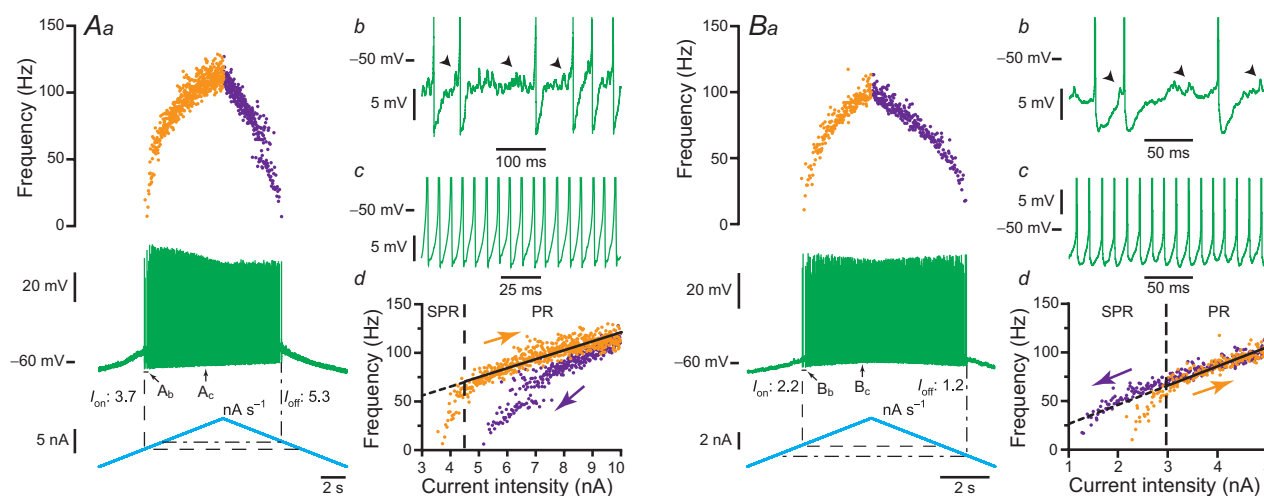 Aa
Frequency (Hz)
150
100
50
0
20 mV
–60 mV
Ion: 3.7
Ab
Ac
Ioff: 5.3
nA s–1
5 nA
2 s
b
–50 mV
5 mV
100 ms
c
–50 mV
5 mV
25 ms
d
Frequency (Hz)
150
100
50
0
SPR
PR
3 4 5 6 7 8 9 10
Current intensity (nA)
Ba
Frequency (Hz)
150
100
50
0
20 mV
–60 mV
Ion: 2.2
Bb
Bc
Ioff: 1.2
nA s–1
2 nA
2 s
b
–50 mV
5 mV
50 ms
c
5 mV
–50 mV
50 ms
d
Frequency (Hz)
150
100
50
0
SPR
PR
1 2 3 4
Current intensity (nA)